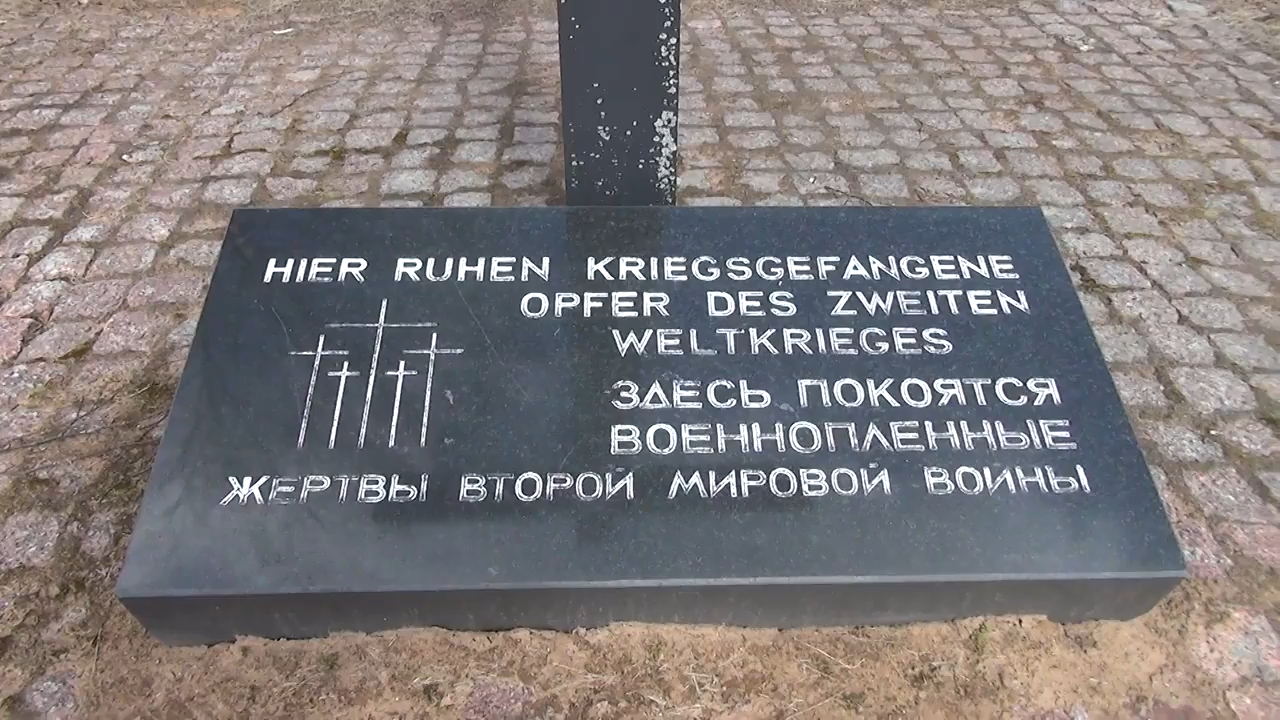 HIER RUHEN KRIEGSGEFANGENE
OPFER DES ZWEITEN
WELTKRIEGES
ЗДЕСЬ ПОКОЯТСЯ
ВОЕННОПЛЕННЫЕ
ЖЕРТВЫ ВТОРОЙ МИРОВОЙ ВОЙНЫ